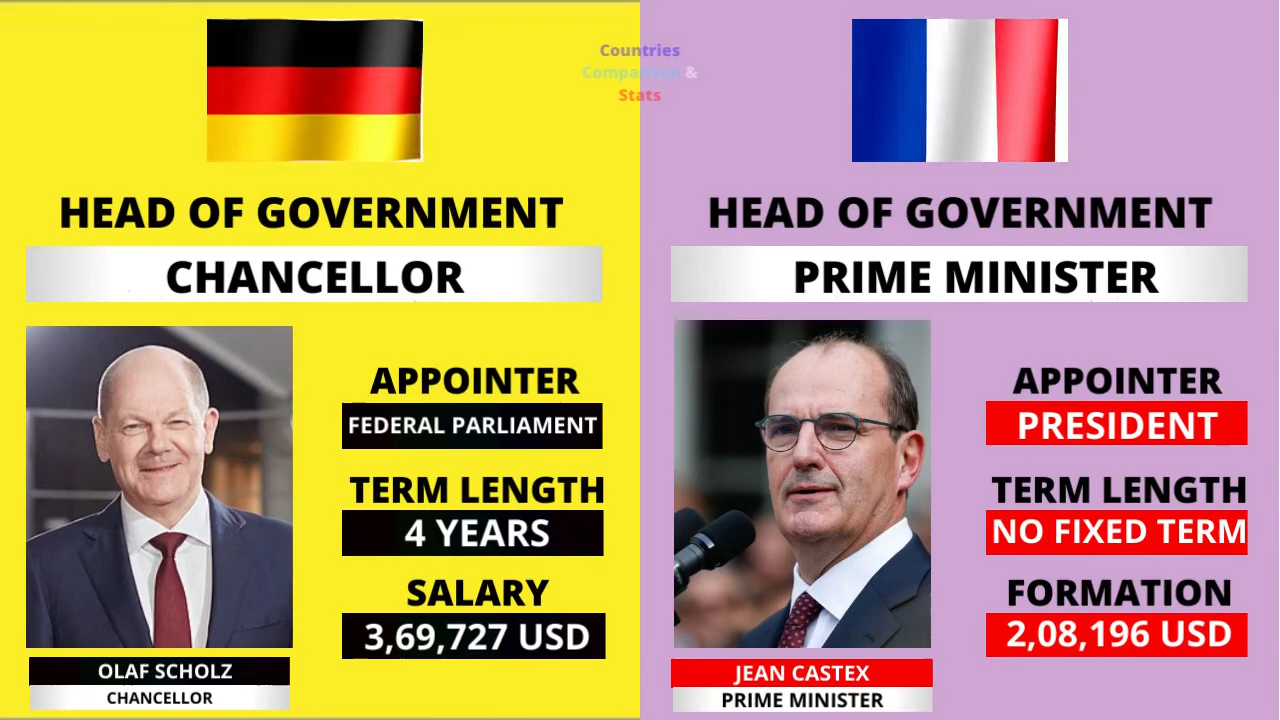 Countries
Comparison &
Stats
HEAD OF GOVERNMENT
CHANCELLOR
APPOINTER
FEDERAL PARLIAMENT
TERM LENGTH
4 YEARS
SALARY
3,69,727 USD
OLAF SCHOLZ
CHANCELLOR
HEAD OF GOVERNMENT
PRIME MINISTER
APPOINTER
PRESIDENT
TERM LENGTH
NO FIXED TERM
FORMATION
2,08,196 USD
JEAN CASTEX
PRIME MINISTER